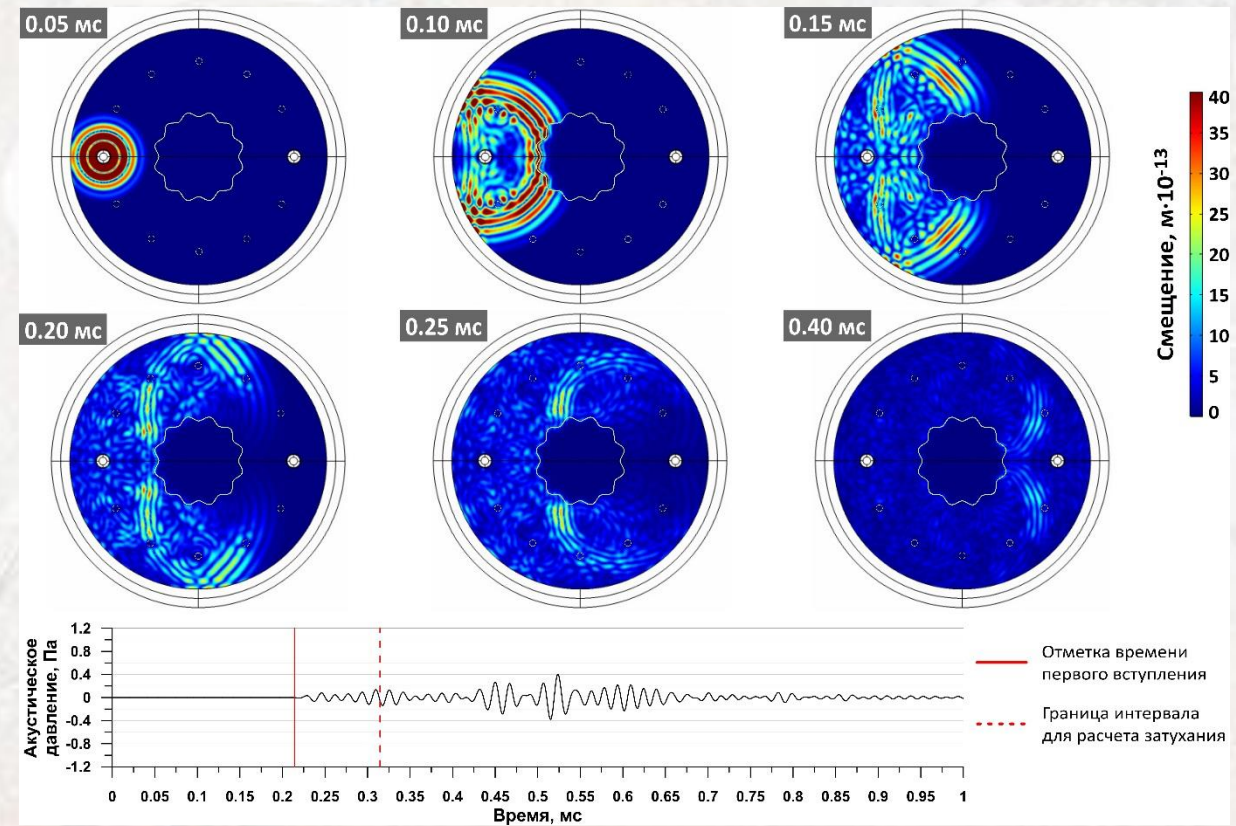 0.05 мс
0.10 мс
0.15 мс
40
35
30
25
20
15
10
5
0
Смещение, м·10⁻¹³
0.20 мс
0.25 мс
0.40 мс
Акустическое
давление, Па
1.2
0.8
0.4
0
-0.4
-0.8
-1.2
0 0.05 0.1 0.15 0.2 0.25 0.3 0.35 0.4 0.45 0.5 0.55 0.6 0.65 0.7 0.75 0.8 0.85 0.9 0.95 1
Время, мс
Отметка времени
первого вступления
Граница интервала
для расчета затухания